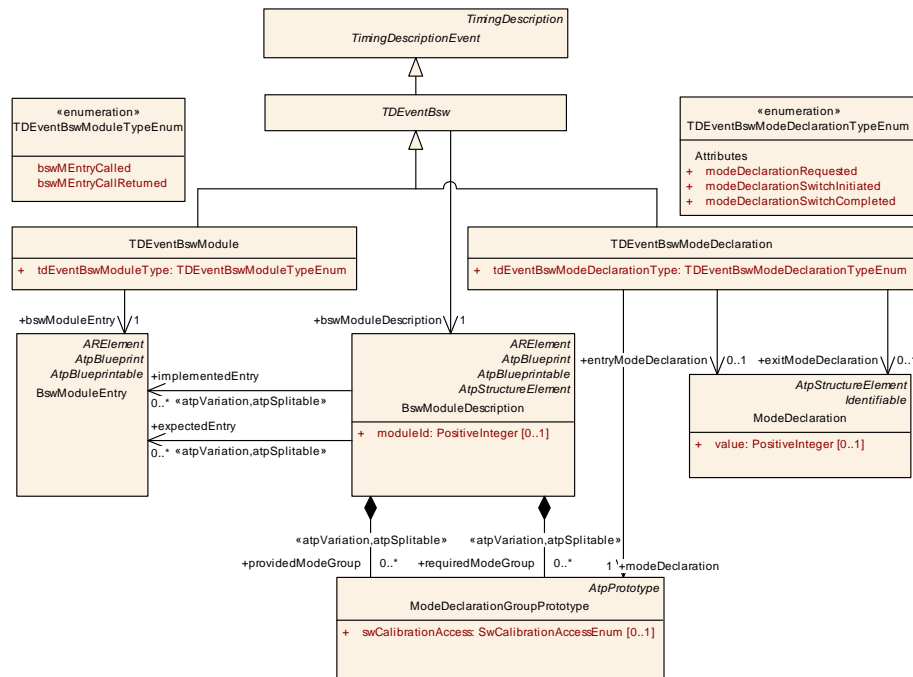 TimingDescription
TimingDescriptionEvent
TDEventBsw
«enumeration»
TDEventBswModuleTypeEnum
bswMEntryCalled
bswMEntryCallReturned
«enumeration»
TDEventBswModeDeclarationTypeEnum
Attributes
+ modeDeclarationRequested
+ modeDeclarationSwitchInitiated
+ modeDeclarationSwitchCompleted
TDEventBswModule
+ tdEventBswModuleType: TDEventBswModuleTypeEnum
TDEventBswModeDeclaration
+ tdEventBswModeDeclarationType: TDEventBswModeDeclarationTypeEnum
+bswModuleEntry 1
+bswModuleDescription 1
+entryModeDeclaration 0..1
+exitModeDeclaration 0..1
ARElement
AtpBlueprint
AtpBlueprintable
BswModuleEntry
+implementedEntry
0..* «atpVariation,atpSplitable»
+expectedEntry
0..* «atpVariation,atpSplitable»
ARElement
AtpBlueprint
AtpBlueprintable
AtpStructureElement
BswModuleDescription
+ moduleId: PositiveInteger [0..1]
AtpStructureElement
Identifiable
ModeDeclaration
+ value: PositiveInteger [0..1]
«atpVariation,atpSplitable» «atpVariation,atpSplitable»
+providedModeGroup 0..* +requiredModeGroup 0..* 1 +modeDeclaration
AtpPrototype
ModeDeclarationGroupPrototype
+ swCalibrationAccess: SwCalibrationAccessEnum [0..1]